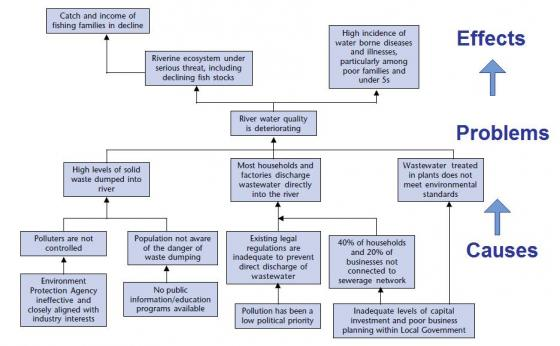 Catch and income of
fishing families in decline
High incidence of
water borne diseases
and illnesses,
particularly among
poor families and
under 5s
Effects
Riverine ecosystem under
serious threat, including
declining fish stocks
River water quality
is deteriorating
Problems
High levels of solid
waste dumped into
river
Most households and
factories discharge
wastewater directly
into the river
Wastewater treated
in plants does not
meet environmental
standards
Polluters are not
controlled
Population not aware
of the danger of
waste dumping
Existing legal
regulations are
inadequate to prevent
direct discharge of
wastewater
40% of households
and 20% of
businesses not
connected to
sewerage network
Causes
Environment
Protection Agency
ineffective and
closely aligned with
industry interests
No public
information/education
programs available
Pollution has been a
low political priority
Inadequate levels of capital
investment and poor business
planning within Local Government